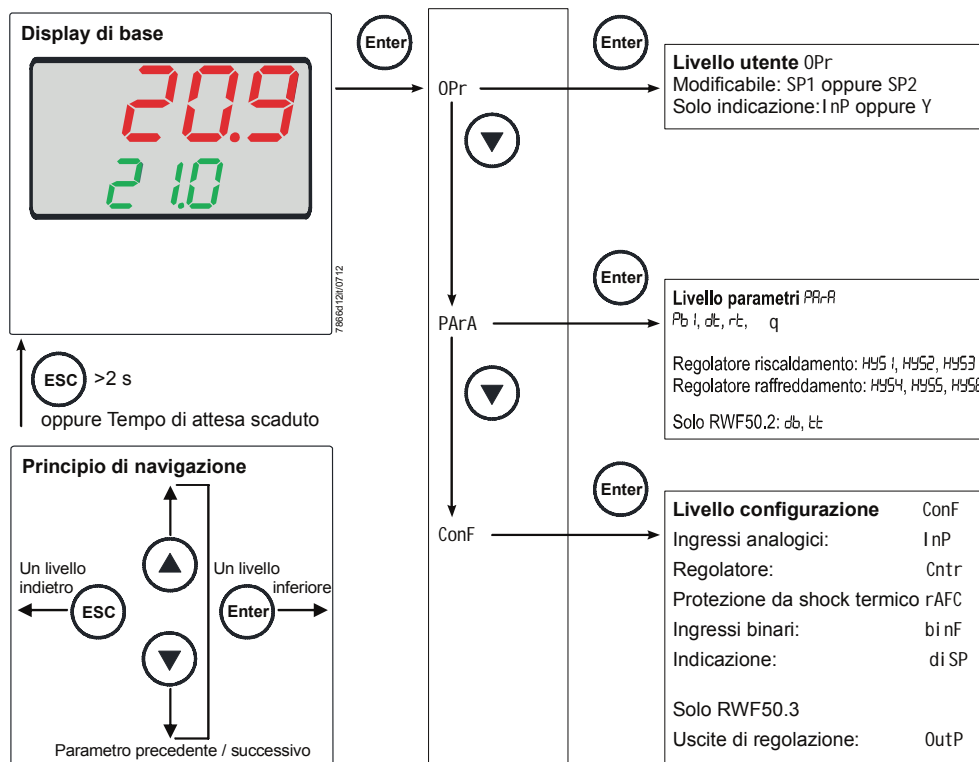 Display di base
20.9
21.0
7866d12it/0712
ESC >2 s
oppure Tempo di attesa scaduto
Principio di navigazione
Un livello
indietro
ESC
Un livello
inferiore
Enter
Parametro precedente / successivo
Enter
OPr
PArA
ConF
Enter
Livello utente OPr
Modificabile: SP1 oppure SP2
Solo indicazione:InP oppure Y
Enter
Livello parametri PArA
Pb1, dt, rt, q
Regolatore riscaldamento: HYS1, HYS2, HYS3
Regolatore raffreddamento: HYS4, HYS5, HYS6
Solo RWF50.2: db, tt
Enter
Livello configurazione ConF
Ingressi analogici: InP
Regolatore: Cntr
Protezione da shock termico rAFC
Ingressi binari: binF
Indicazione: diSP
Solo RWF50.3
Uscite di regolazione: OutP